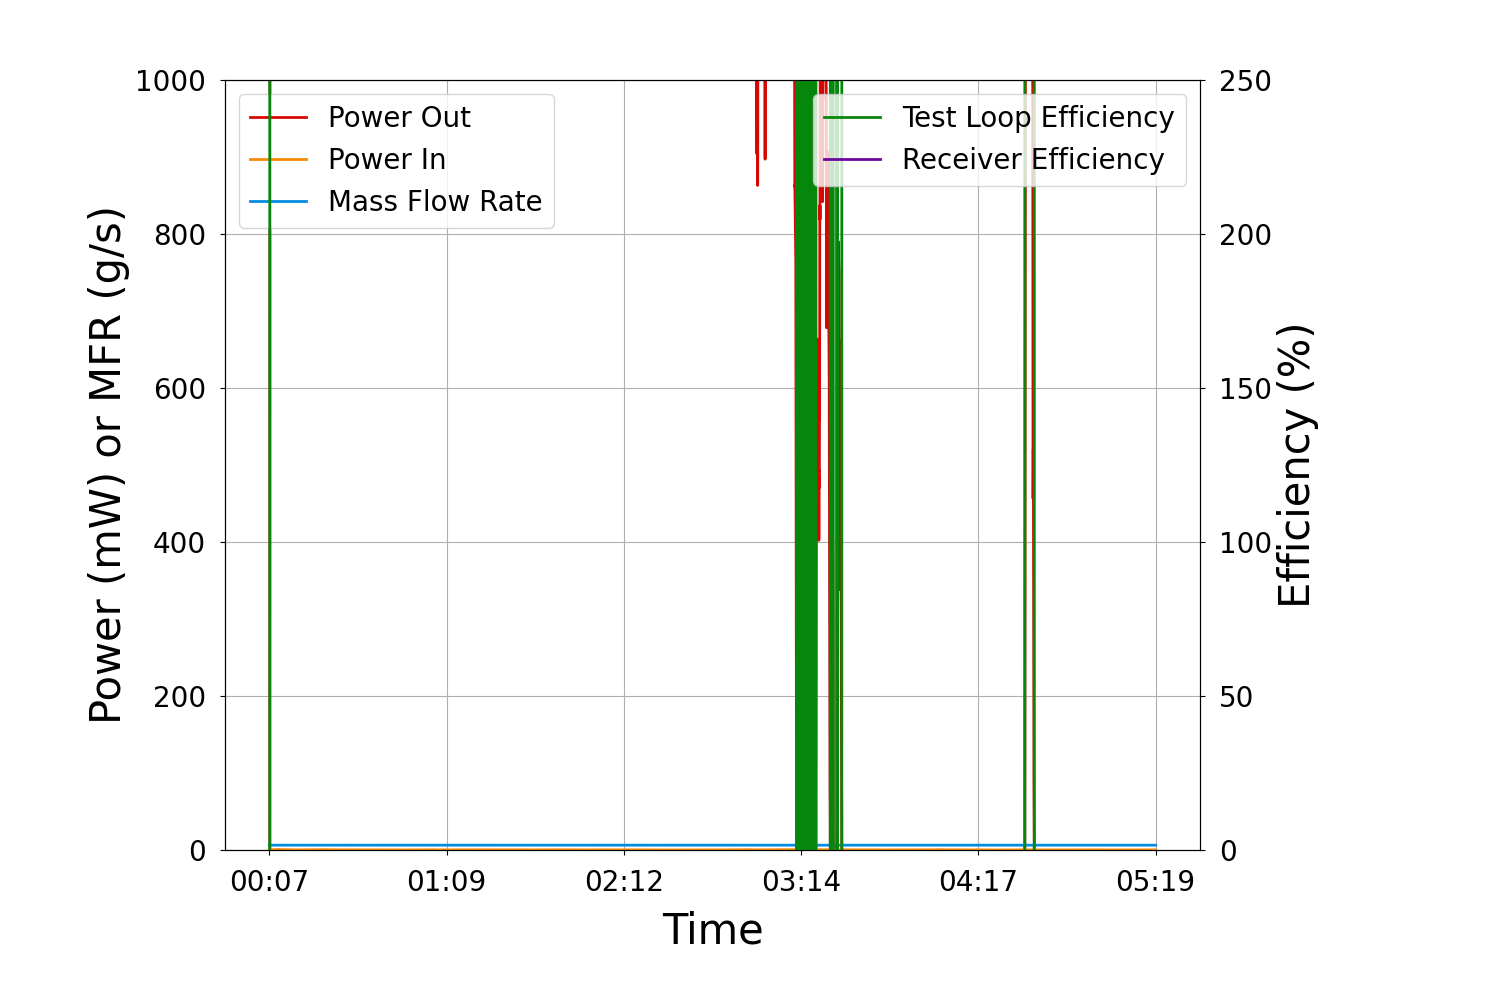 Power (mW) or MFR (g/s)
1000
800
600
400
200
0
Power Out
Power In
Mass Flow Rate
Test Loop Efficiency
Receiver Efficiency
250
200
150
100
50
0
Efficiency (%)
00:07 01:09 02:12 03:14 04:17 05:19
Time